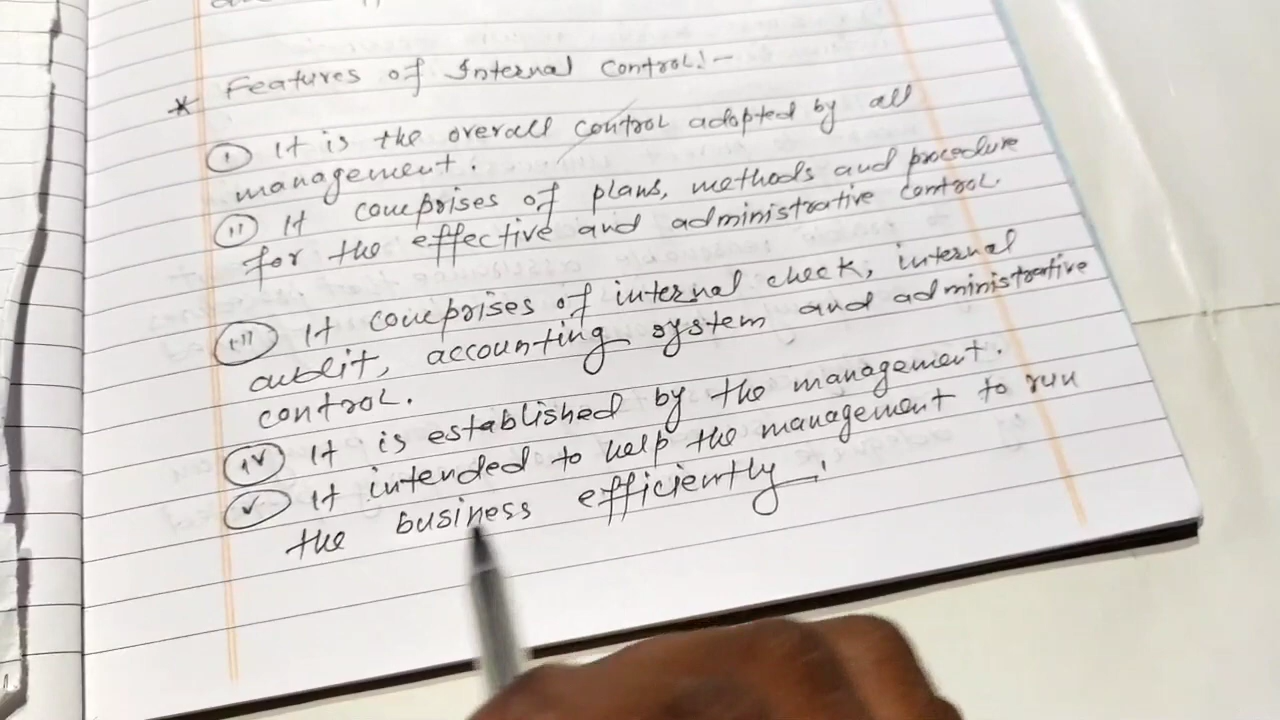 * Features of Internal Control:-
(i) It is the overall control adopted by all
management.
(ii) It comprises of plans, methods and procedure
for the effective and administrative control.
(iii) It comprises of internal check, internal
audit, accounting system and administrative
control.
(iv) It is established by the management.
(v) It intended to help the management to run
the business efficiently.